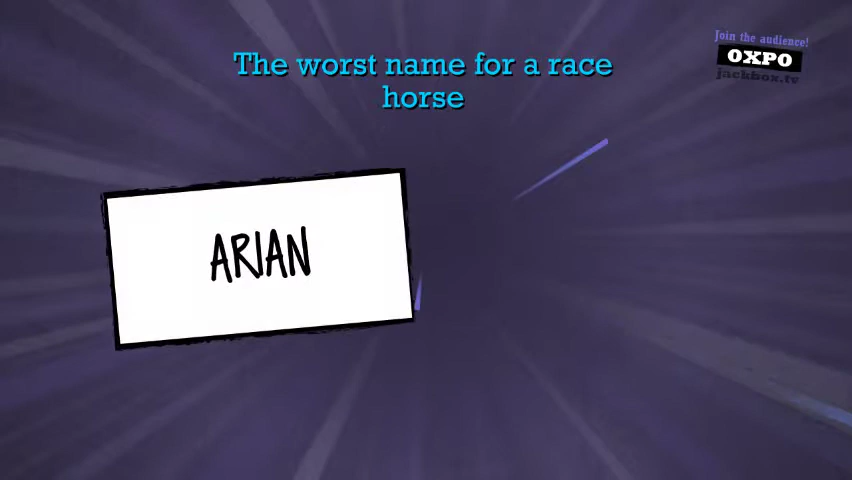 Join the audience!
OXPO
jackbox.tv
The worst name for a race
horse
ARIAN